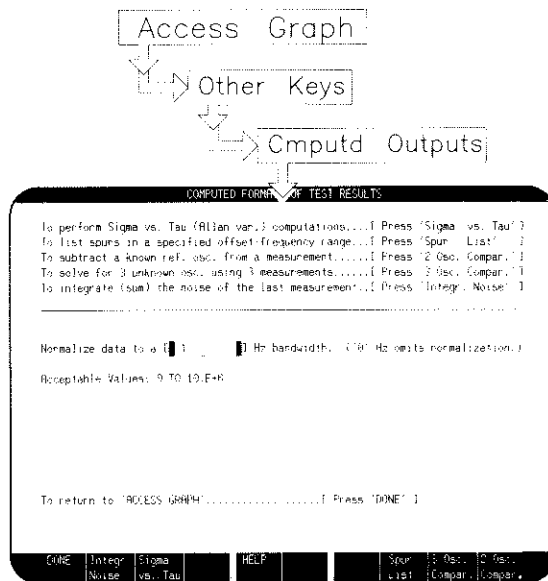 Access Graph
Other Keys
Cmputd Outputs
COMPUTED FORMA OF TEST RESULTS
To perform Sigma vs. Tau (Allan var.) computations....[ Press 'Sigma vs. Tau' ]
To list spurs in a specified offset-frequency range...[ Press 'Spur List' ]
To subtract a known ref. osc. from a measurement......[ Press '2 Osc. Compar.' ]
To solve for 3 unknown osc. using 3 measurements......[ Press '3 Osc. Compar.' ]
To integrate (sum) the noise of the last measurement..[ Press 'Integr. Noise' ]
Normalize data to a [ 1 ] Hz bandwidth. ('0' Hz omits normalization.)
Acceptable Values: 0 TO 10.E+6
To return to 'ACCESS GRAPH'...................[ Press 'DONE' ]
DONE Integr Sigma HELP Spur 3 Osc. 2 Osc.
Noise vs. Tau List Compar. Compar.